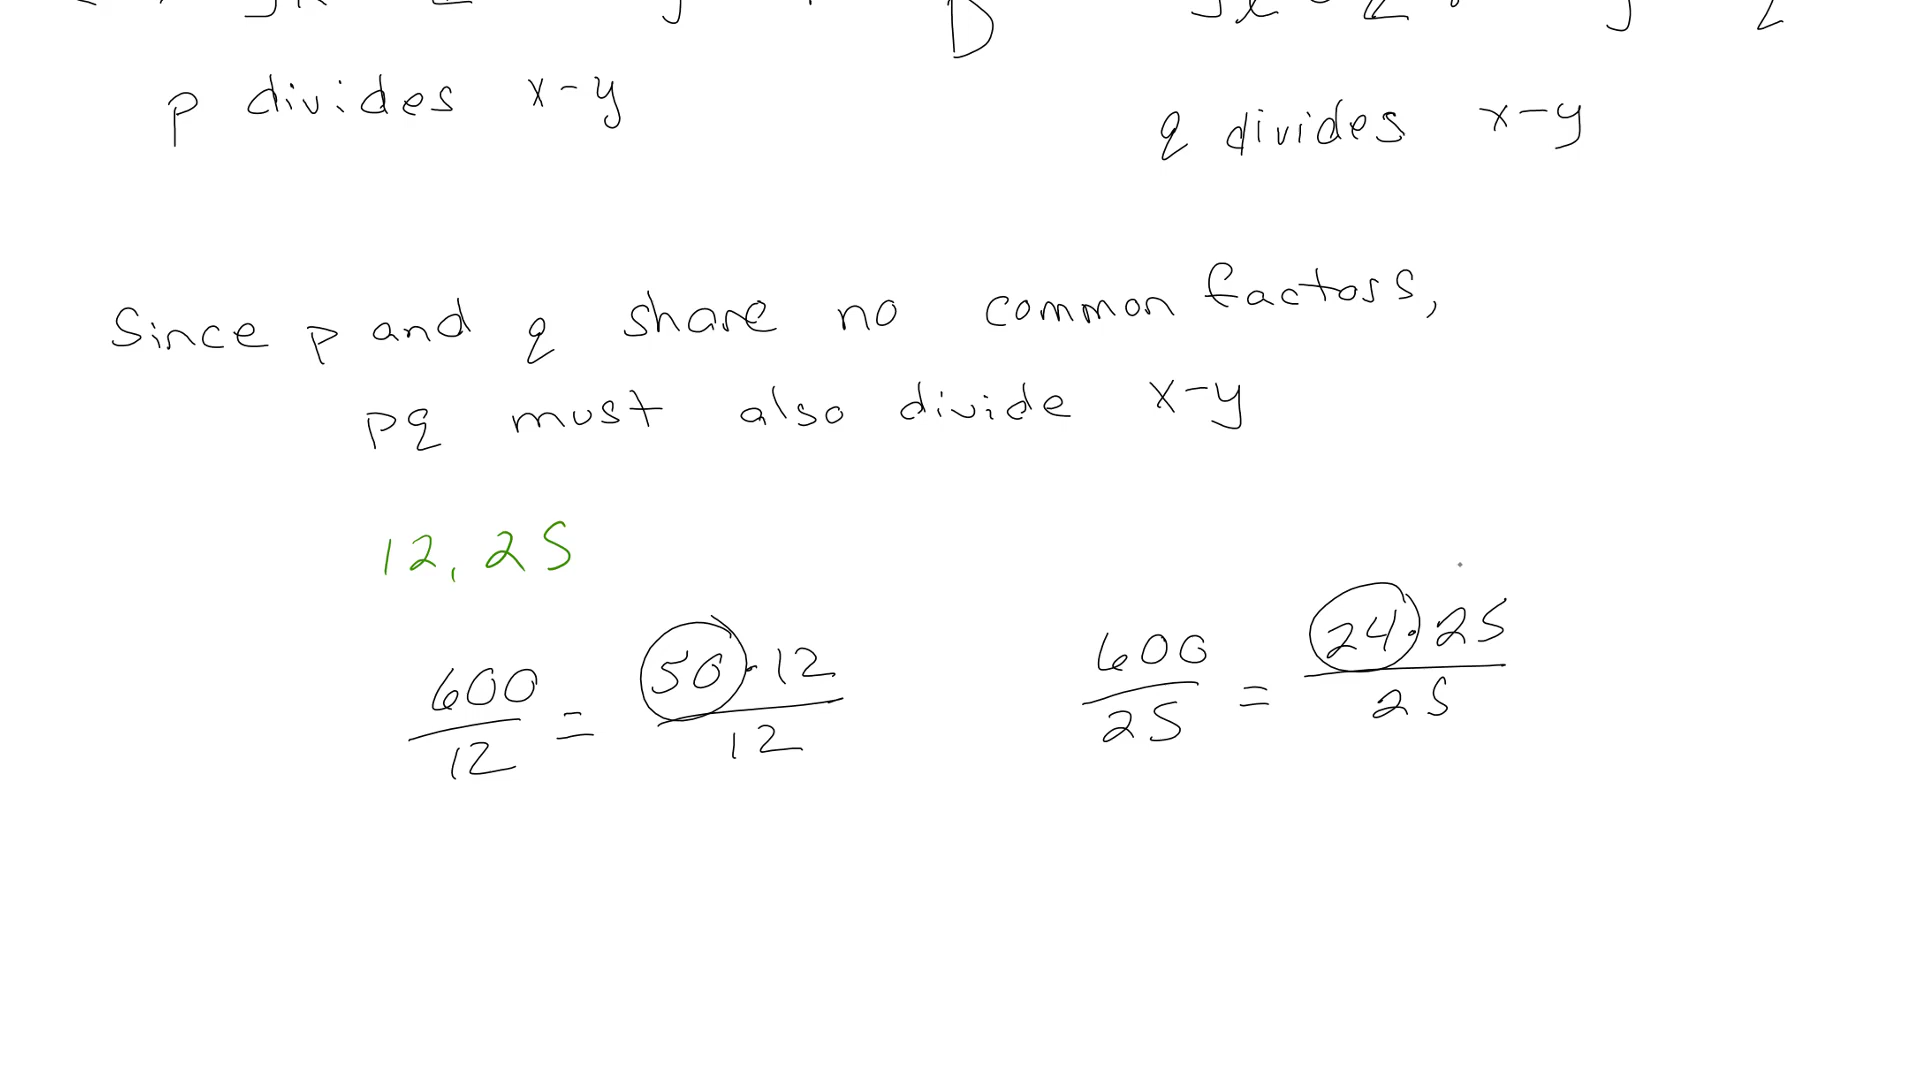 p divides x-y
q divides x-y
Since p and q share no common factors,
pq must also divide x-y
12, 25
600/12 = 50·12/12
600/25 = 24·25/25